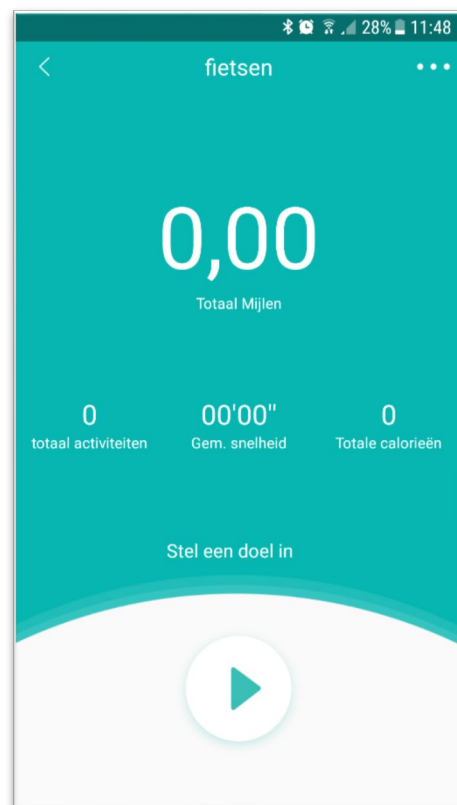 28% 11:48
fietsen
0,00
Totaal Mijlen
0 00'00" 0
totaal activiteiten Gem. snelheid Totale calorieën
Stel een doel in